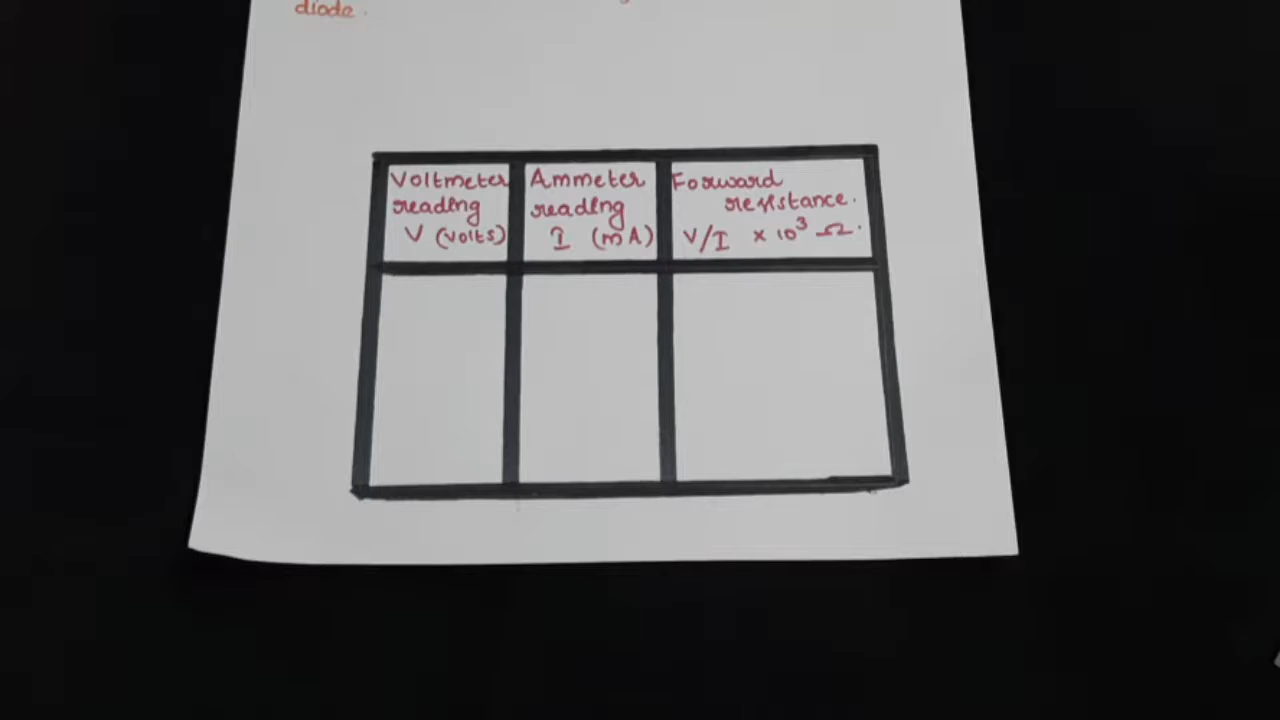 diode.
Voltmeter
reading
V (volts)
Ammeter
reading
I (mA)
Forward
resistance.
V/I × 10³ Ω.